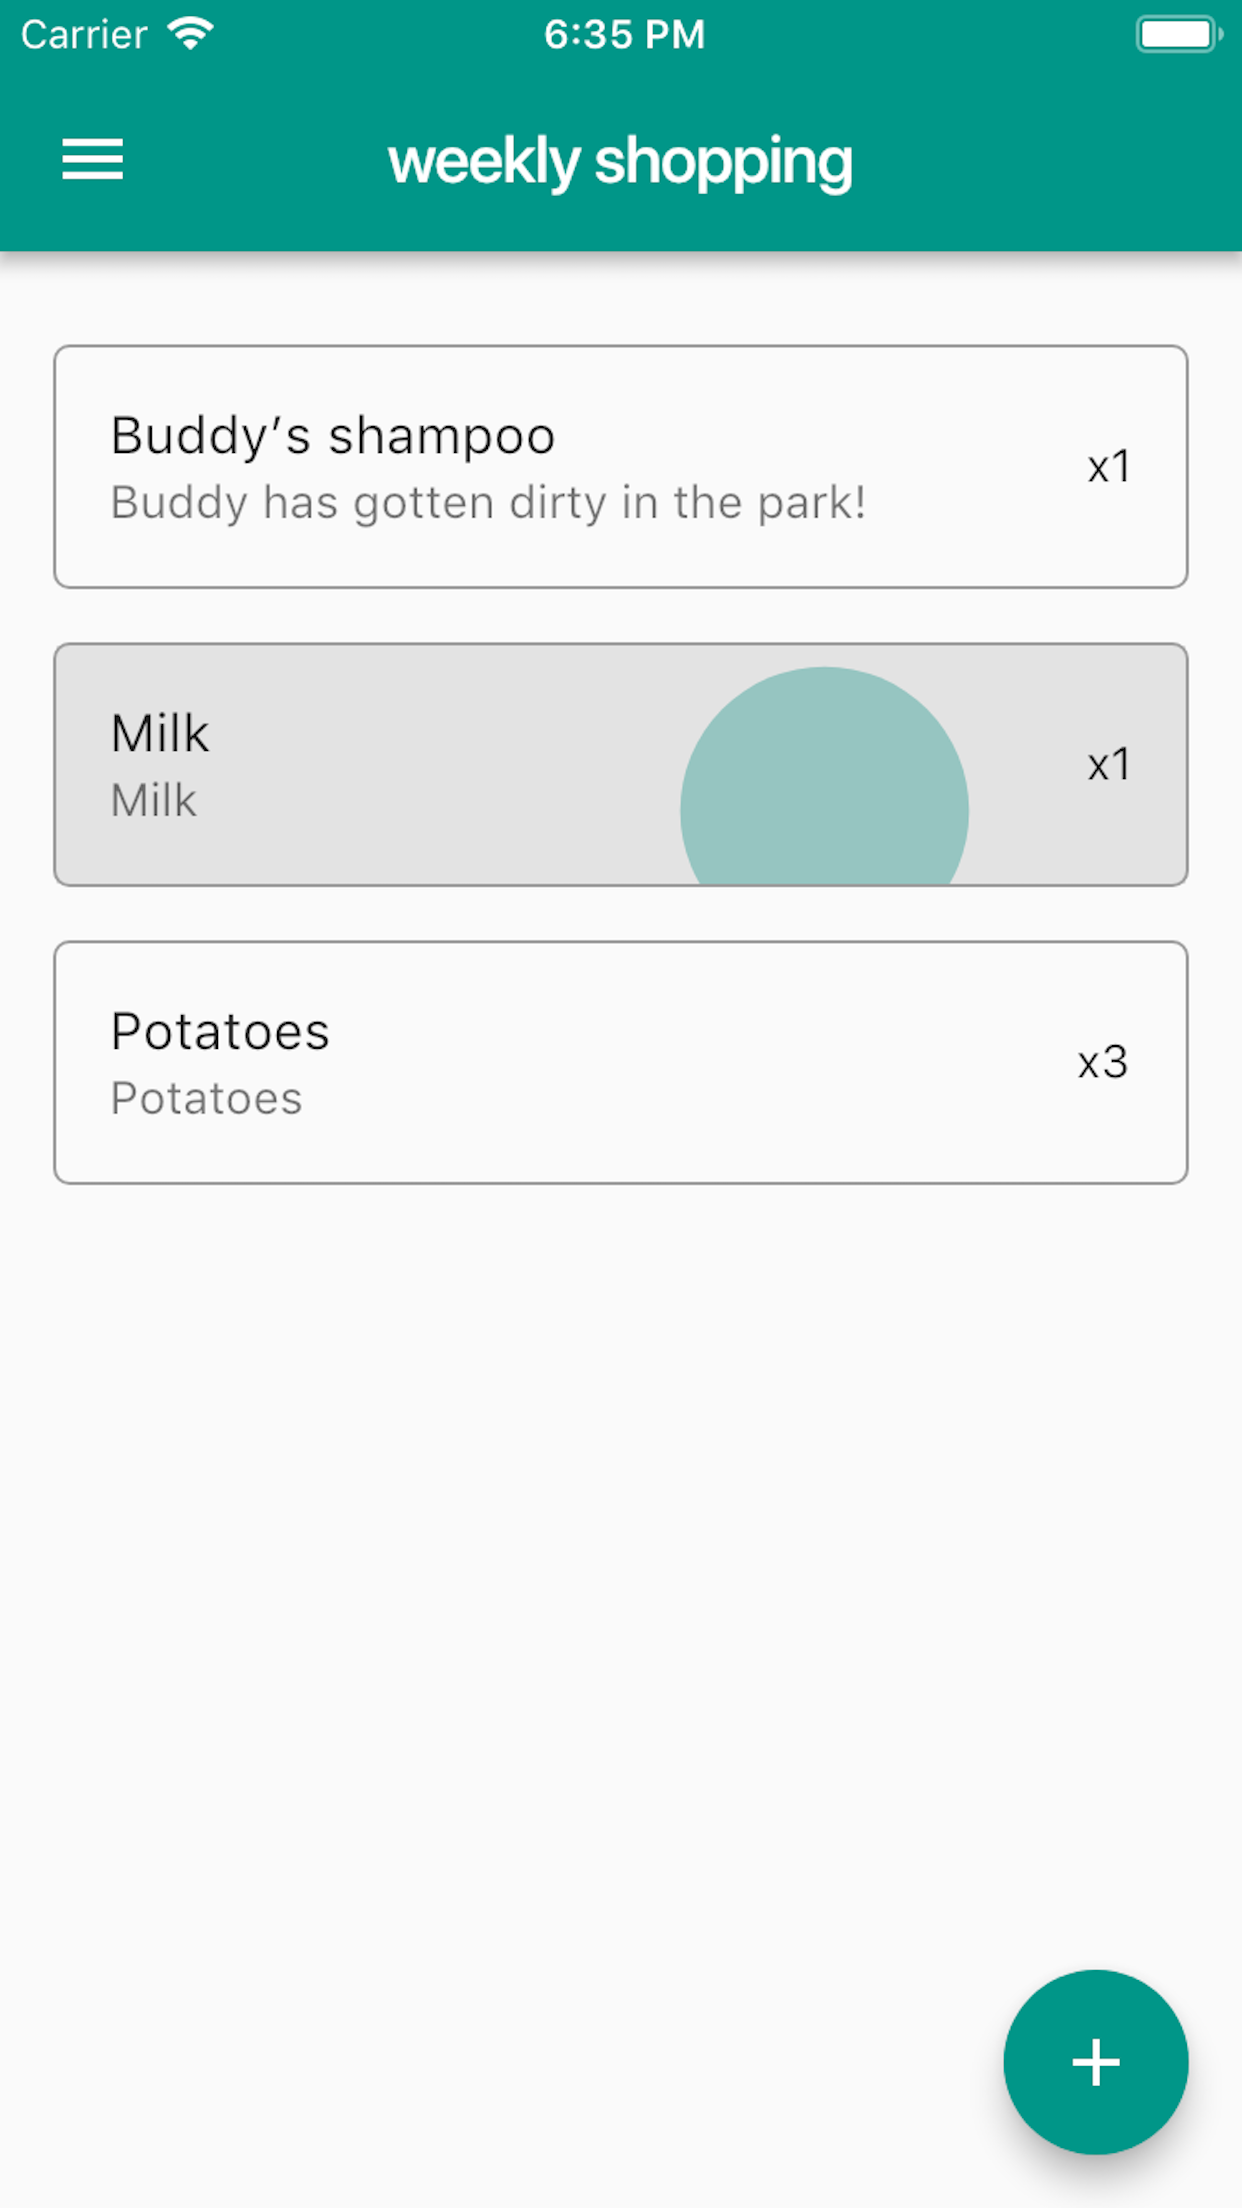 Carrier 6:35 PM
weekly shopping
Buddy′s shampoo
Buddy has gotten dirty in the park!
x1
Milk
Milk
x1
Potatoes
Potatoes
x3
+